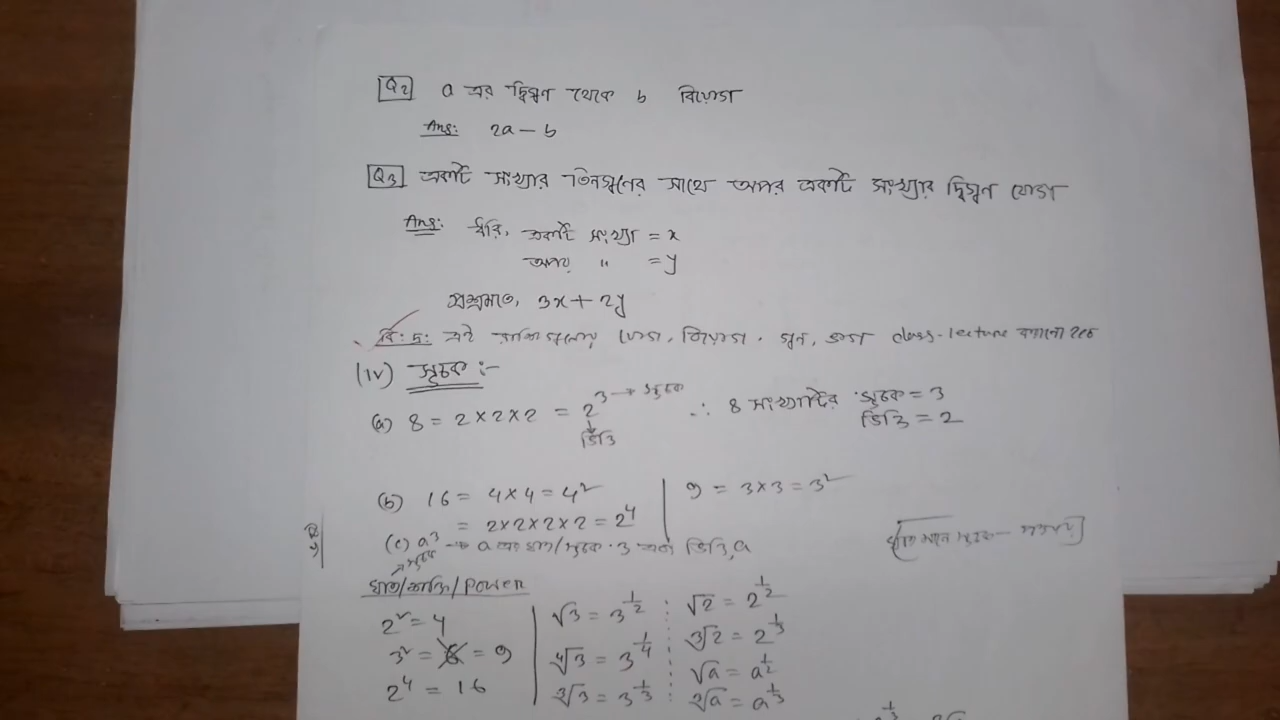 Q2 a এর দ্বিগুণ থেকে b বিয়োগ
Ans: 2a - b
Q3 একটি সংখ্যার তিনগুনের সাথে অপর একটি সংখ্যার দ্বিগুন যোগ
Ans: ধরি, একটি সংখ্যা = x
অপর " = y
প্রশ্নমতে, 3x + 2y
বি: দ্র: এই রাশিগুলোর যোগ, বিয়োগ, গুন, ভাগ class-lecture
(iv) সূচক :-
(a) 8 = 2 × 2 × 2 = 2³ → সূচক ∴ 8 সংখ্যাটির সূচক = 3
ভিত্তি ভিত্তি = 2
(b) 16 = 4 × 4 = 4² | 9 = 3 × 3 = 3²
= 2 × 2 × 2 × 2 = 2⁴
(c) a³ → a এর ঘাত/সূচক 3 এবং ভিত্তি a
সূচক
ঘাত/শক্তি/power
2² = 4 | √3 = 3^(1/2) : √2 = 2^(1/2)
3² = 9 | ∜3 = 3^(1/4) : ∛2 = 2^(1/3)
2⁴ = 16 | ∛3 = 3^(1/3) : √a = a^(1/2)
∛a = a^(1/3)